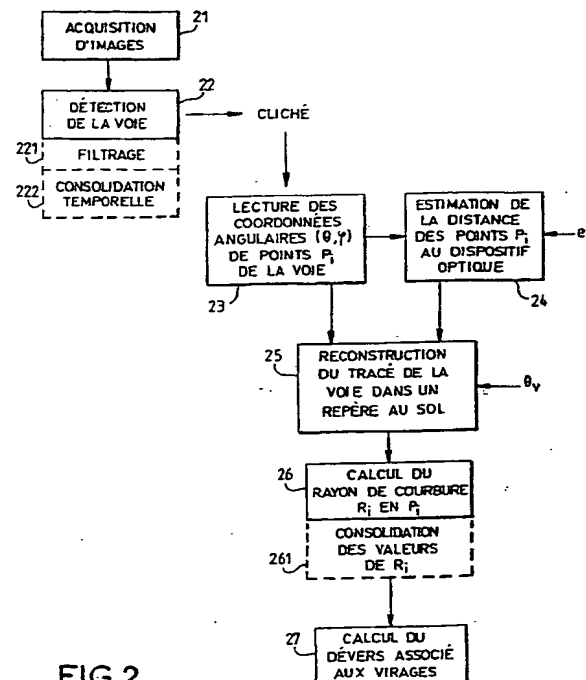 21
ACQUISITION
D'IMAGES
22
DÉTECTION
DE LA VOIE
CLICHÉ
221
FILTRAGE
222
CONSOLIDATION
TEMPORELLE
LECTURE DES
COORDONNÉES
ANGULAIRES (θ,φ)
DE POINTS Pi
DE LA VOIE
23
ESTIMATION DE
LA DISTANCE
DES POINTS Pi
AU DISPOSITIF
OPTIQUE
e
24
25
RECONSTRUCTION
DU TRACÉ DE LA
VOIE DANS UN
REPÈRE AU SOL
θv
26
CALCUL DU
RAYON DE COURBURE
Ri EN Pi
CONSOLIDATION
DES VALEURS
DE Ri
261
27
CALCUL DU
DÉVERS ASSOCIÉ
AUX VIRAGES
FIG.2